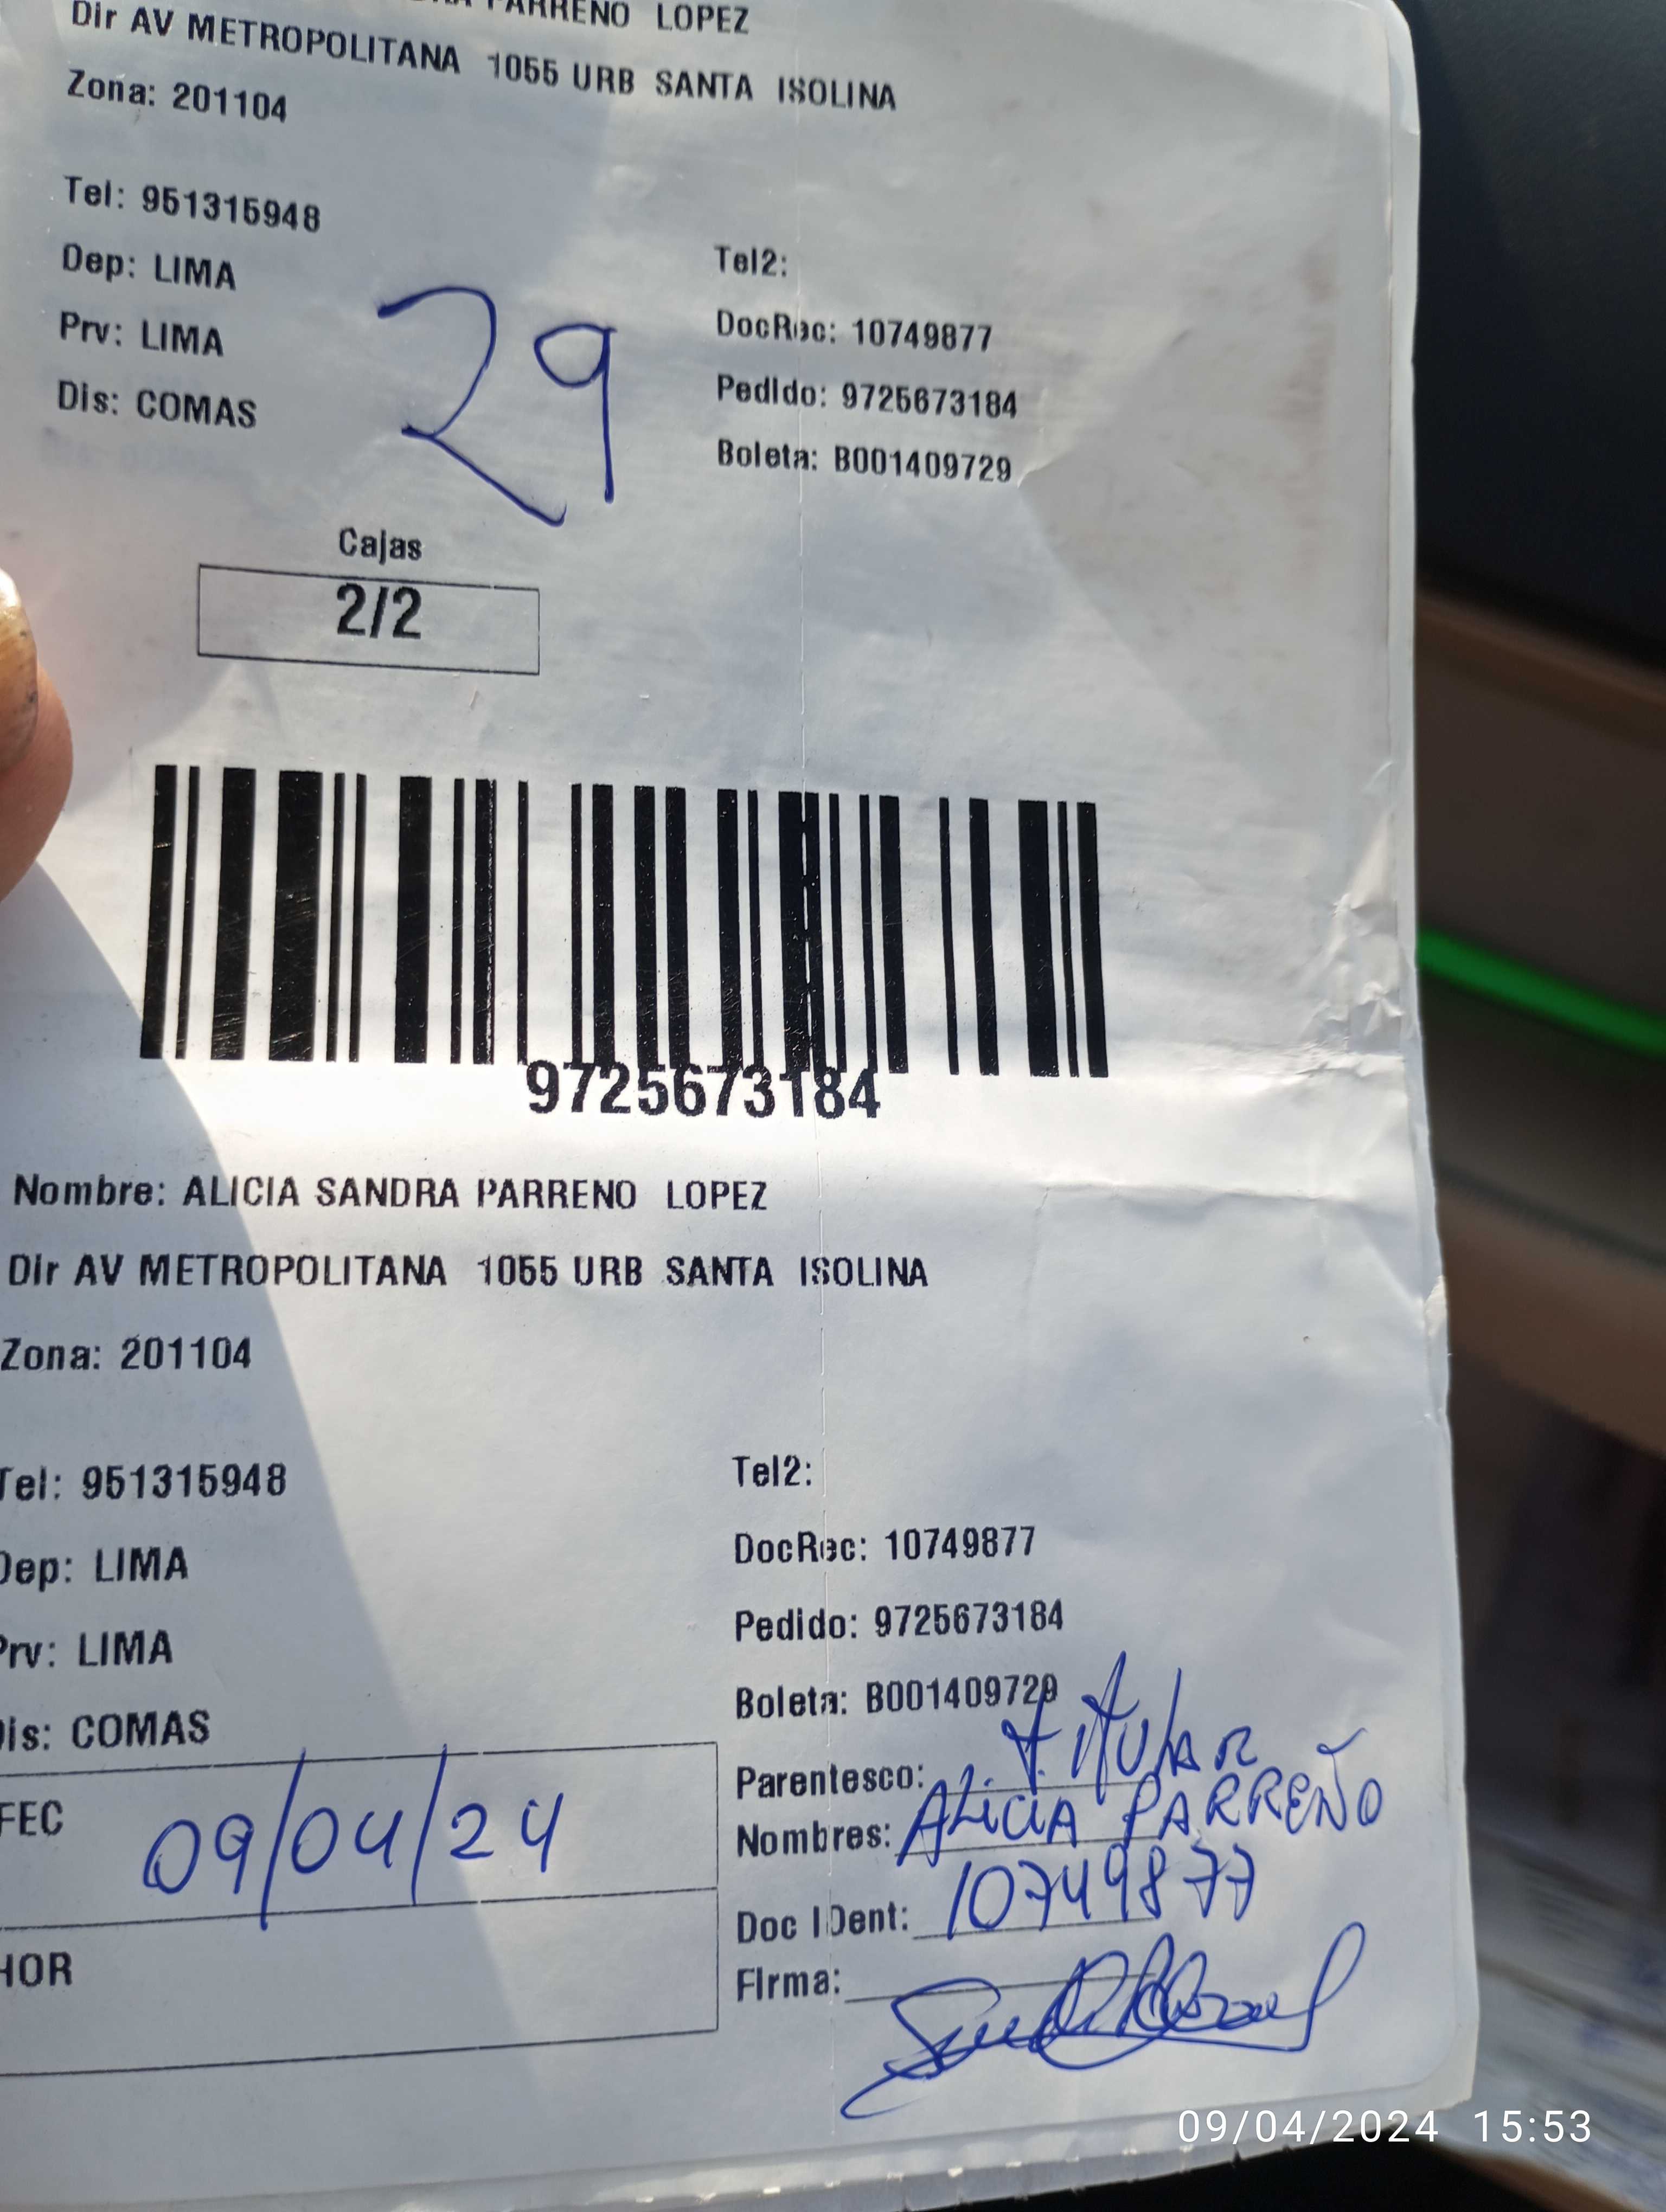 PARRENO LOPEZ
Dir AV METROPOLITANA 1055 URB SANTA ISOLINA
Zona: 201104
Tel: 951315948
Dep: LIMA
Tel2:
Prv: LIMA
DocRec: 10749877
Dis: COMAS
Pedido: 9725673184
Boleta: B001409729
29
Cajas
2/2
9725673184
Nombre: ALICIA SANDRA PARRENO LOPEZ
Dir AV METROPOLITANA 1055 URB SANTA ISOLINA
Zona: 201104
Tel: 951315948
Tel2:
Dep: LIMA
DocRec: 10749877
Prv: LIMA
Pedido: 9725673184
Dis: COMAS
Boleta: B001409729
Parentesco: TITULAR
FEC 09/04/24
Nombres: ALICIA PARREÑO
Doc IDent: 10749877
HOR
Firma:
09/04/2024 15:53